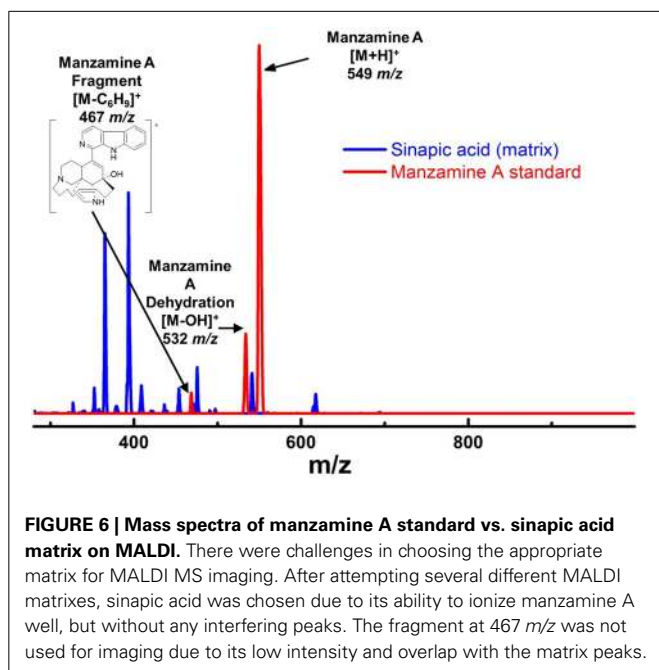 Manzamine A
Fragment
[M-C₆H₉]⁺
467 m/z
N
N
H
OH
N
NH
+
Manzamine A
[M+H]⁺
549 m/z
Sinapic acid (matrix)
Manzamine A standard
Manzamine
A
Dehydration
[M-OH]⁺
532 m/z
400
600
800
m/z
FIGURE 6 | Mass spectra of manzamine A standard vs. sinapic acid
matrix on MALDI. There were challenges in choosing the appropriate
matrix for MALDI MS imaging. After attempting several different MALDI
matrixes, sinapic acid was chosen due to its ability to ionize manzamine A
well, but without any interfering peaks. The fragment at 467 m/z was not
used for imaging due to its low intensity and overlap with the matrix peaks.